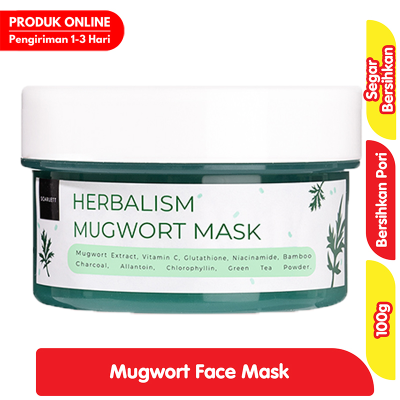 PRODUK ONLINE
Pengiriman 1-3 Hari
Segar
Bersihkan
SCARLETT
HERBALISM
MUGWORT MASK
Mugwort Extract, Vitamin C, Glutathione, Niacinamide, Bamboo
Charcoal, Allantoin, Chlorophyllin, Green Tea Powder.
Bersihkan Pori
100g
Mugwort Face Mask